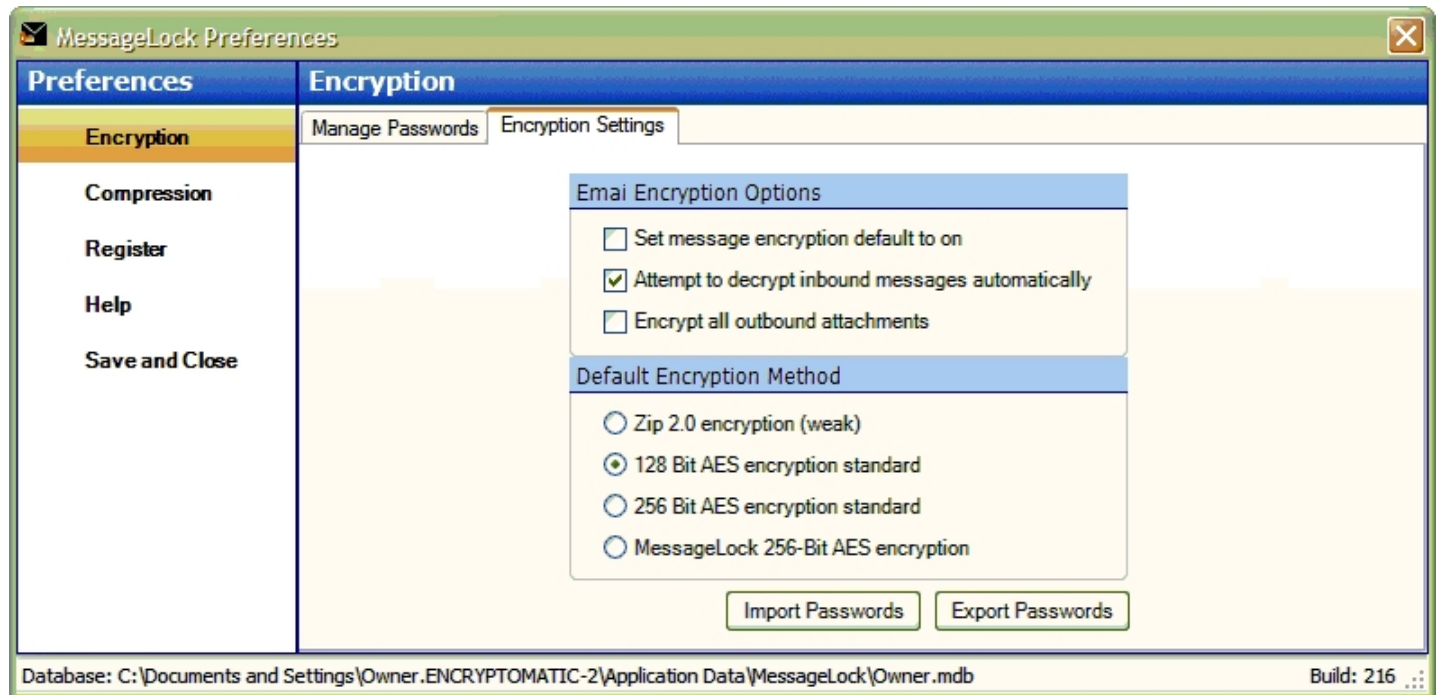 MessageLock Preferences
Preferences
Encryption
Encryption
Manage Passwords
Encryption Settings
Compression
Register
Help
Save and Close
Emai Encryption Options
Set message encryption default to on
Attempt to decrypt inbound messages automatically
Encrypt all outbound attachments
Default Encryption Method
Zip 2.0 encryption (weak)
128 Bit AES encryption standard
256 Bit AES encryption standard
MessageLock 256-Bit AES encryption
Import Passwords
Export Passwords
Database: C:\Documents and Settings\Owner.ENCRYPTOMATIC-2\Application Data\MessageLock\Owner.mdb
Build: 216